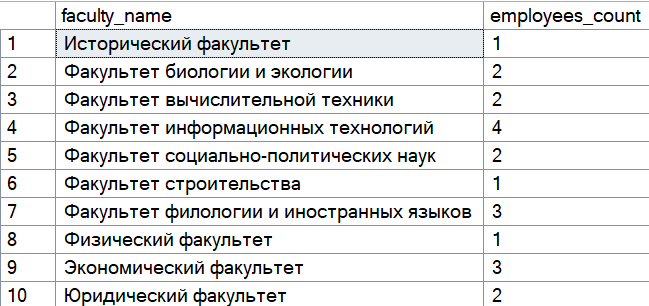 faculty_name employees_count
1 Исторический факультет 1
2 Факультет биологии и экологии 2
3 Факультет вычислительной техники 2
4 Факультет информационных технологий 4
5 Факультет социально-политических наук 2
6 Факультет строительства 1
7 Факультет филологии и иностранных языков 3
8 Физический факультет 1
9 Экономический факультет 3
10 Юридический факультет 2